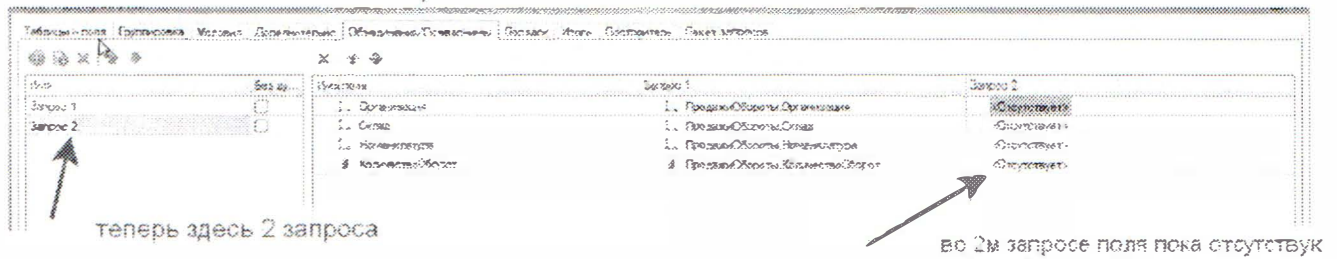 Таблицы и поля Группировка Условия Дополнительно Объединения/Псевдонимы Порядок Итоги Построитель Пакет запросов
Имя Без ду... Имя поля Запрос 1 Запрос 2
Запрос 1 Организация ПродажиОбороты.Организация <Отсутствует>
Запрос 2 Склад ПродажиОбороты.Склад <Отсутствует>
Номенклатура ПродажиОбороты.Номенклатура <Отсутствует>
КоличествоОборот ПродажиОбороты.КоличествоОборот <Отсутствует>
теперь здесь 2 запроса
во 2м запросе поля пока отсутствук